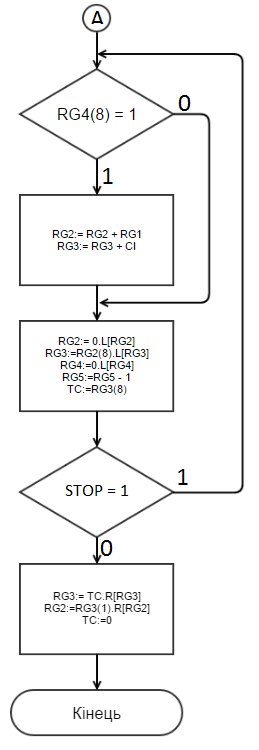 A
RG4(8) = 1
0
1
RG2:= RG2 + RG1
RG3:= RG3 + CI
RG2:= 0.L[RG2]
RG3:=RG2(8).L[RG3]
RG4:=0.L[RG4]
RG5:=RG5 - 1
TC:=RG3(8)
STOP = 1
1
0
RG3:= TC.R[RG3]
RG2:=RG3(1).R[RG2]
TC:=0
Кінець